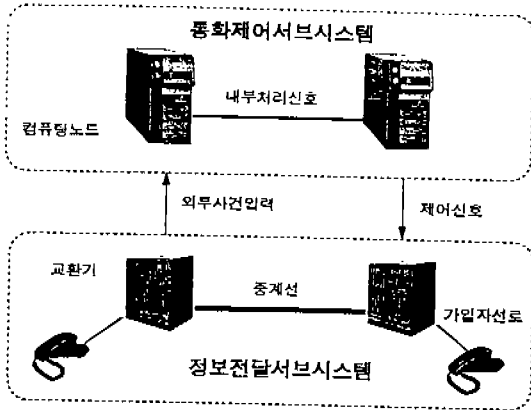 통화제어서브시스템
내부처리신호
컴퓨팅노드
외부사건입력
제어신호
교환기
중계선
가입자선로
정보전달서브시스템